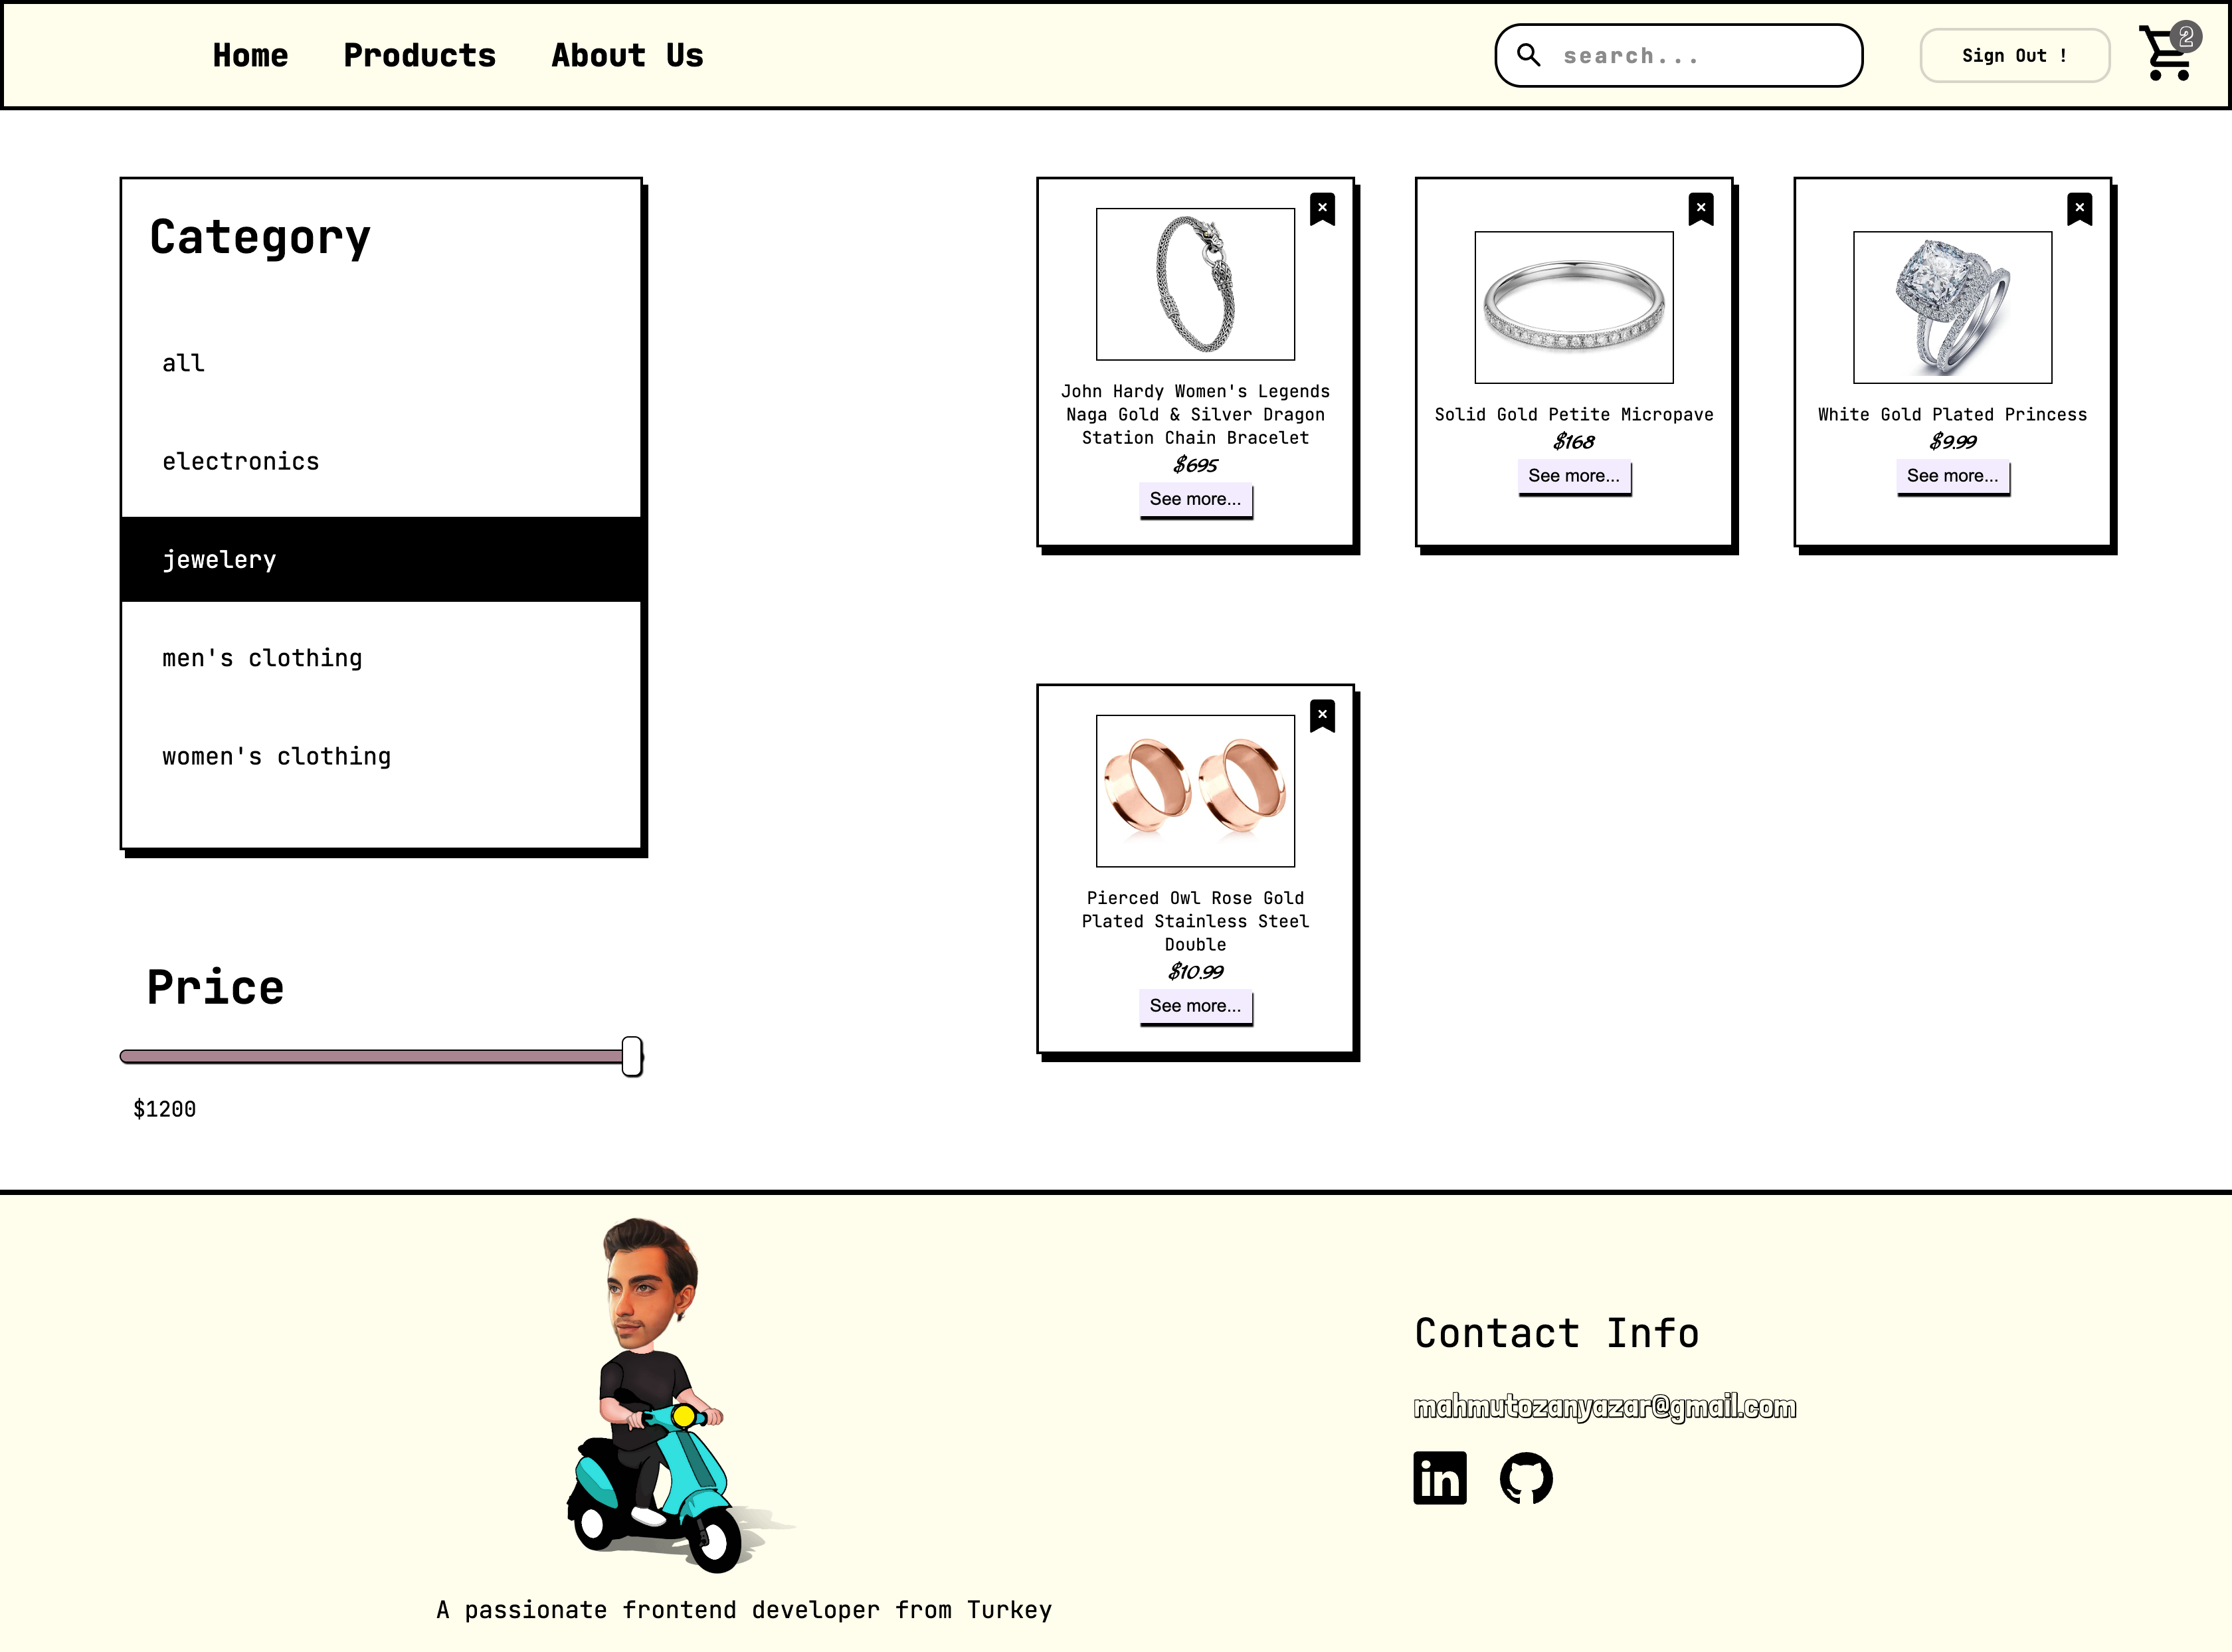 Home Products About Us
search...
Sign Out !
2
Category
all
electronics
jewelery
men's clothing
women's clothing
Price
$1200
John Hardy Women's Legends
Naga Gold & Silver Dragon
Station Chain Bracelet
$695
See more...
Solid Gold Petite Micropave
$168
See more...
White Gold Plated Princess
$9.99
See more...
Pierced Owl Rose Gold
Plated Stainless Steel
Double
$10.99
See more...
A passionate frontend developer from Turkey
Contact Info
mahmutozanyazar@gmail.com
in